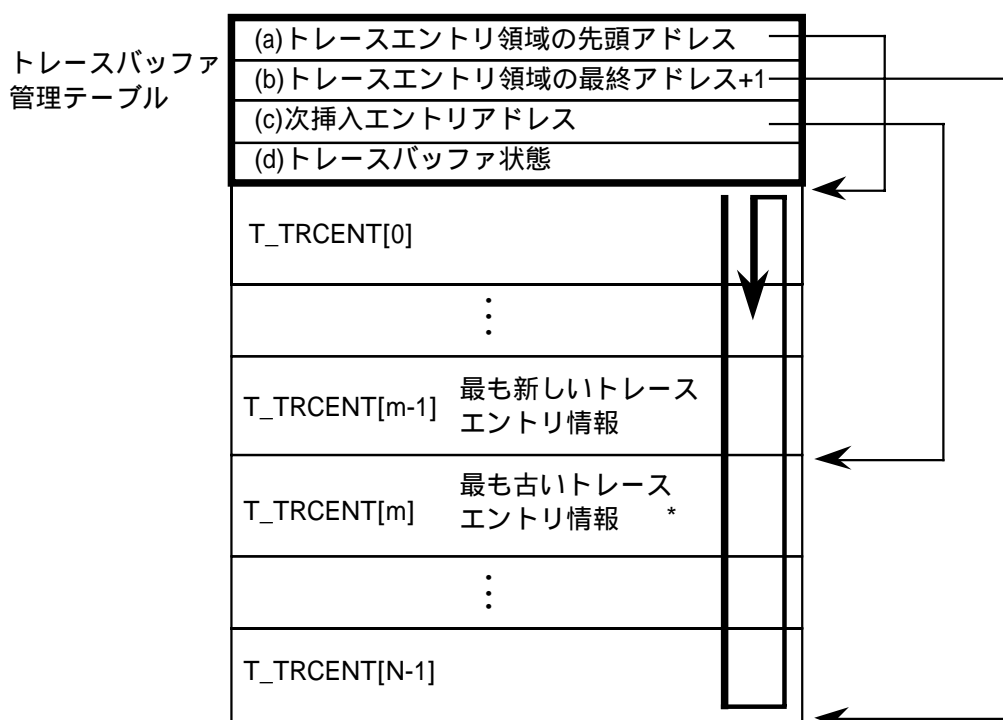 トレースバッファ
管理テーブル
(a)トレースエントリ領域の先頭アドレス
(b)トレースエントリ領域の最終アドレス+1
(c)次挿入エントリアドレス
(d)トレースバッファ状態
T_TRCENT[0]
⋮
T_TRCENT[m-1] 最も新しいトレース
エントリ情報
T_TRCENT[m] 最も古いトレース
エントリ情報 *
⋮
T_TRCENT[N-1]